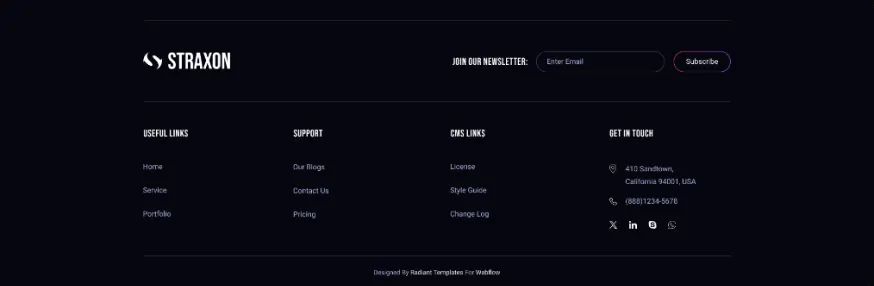 STRAXON
JOIN OUR NEWSLETTER:
Enter Email
Subscribe
USEFUL LINKS
Home
Service
Portfolio
SUPPORT
Our Blogs
Contact Us
Pricing
CMS LINKS
License
Style Guide
Change Log
GET IN TOUCH
410 Sandtown,
California 94001, USA
(888)1234-5678
Designed By Radiant Templates For Webflow